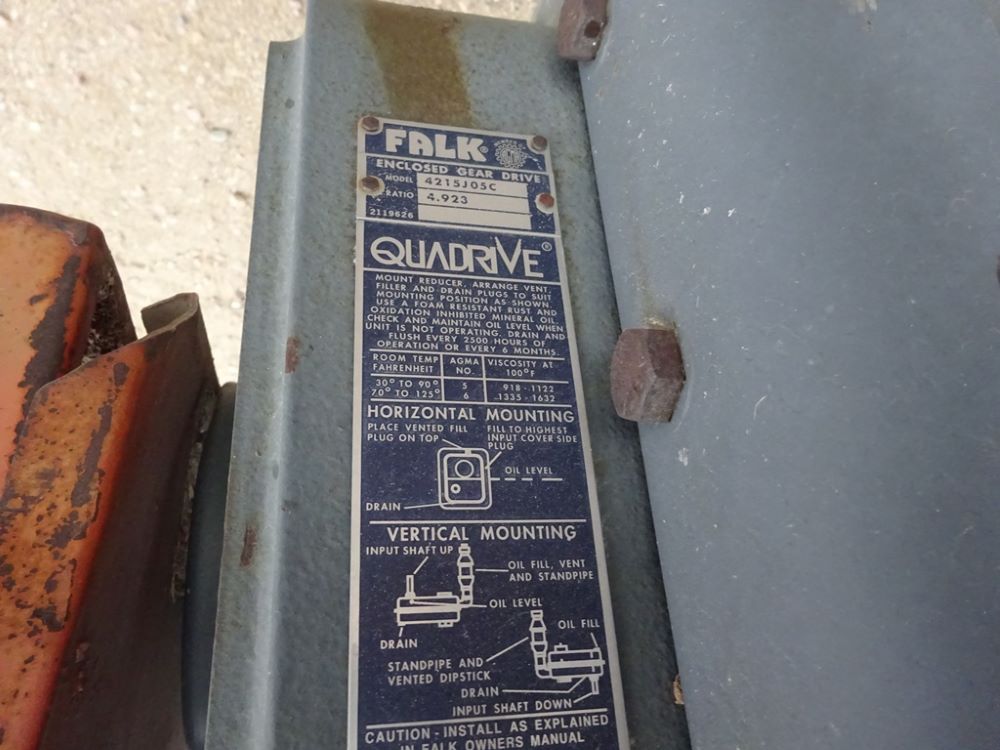 FALK®
ENCLOSED GEAR DRIVE
MODEL 4215J05C
RATIO 4.923
2119626
QUADRIVE®
MOUNT REDUCER, ARRANGE VENT
FILLER AND DRAIN PLUGS TO SUIT
MOUNTING POSITION AS SHOWN.
USE A FOAM RESISTANT RUST AND
OXIDATION INHIBITED MINERAL OIL.
CHECK AND MAINTAIN OIL LEVEL WHEN
UNIT IS NOT OPERATING. DRAIN AND
FLUSH EVERY 2500 HOURS OF
OPERATION OR EVERY 6 MONTHS.
ROOM TEMP AGMA VISCOSITY AT
FAHRENHEIT NO. 100°F
30° TO 90° 5 918 - 1122
70° TO 125° 6 1335 - 1632
HORIZONTAL MOUNTING
PLACE VENTED FILL
PLUG ON TOP
FILL TO HIGHEST
INPUT COVER SIDE
PLUG
OIL LEVEL
DRAIN
VERTICAL MOUNTING
INPUT SHAFT UP
OIL FILL, VENT
AND STANDPIPE
OIL LEVEL
DRAIN
OIL FILL
STANDPIPE AND
VENTED DIPSTICK
DRAIN
INPUT SHAFT DOWN
CAUTION - INSTALL AS EXPLAINED
IN FALK OWNERS MANUAL